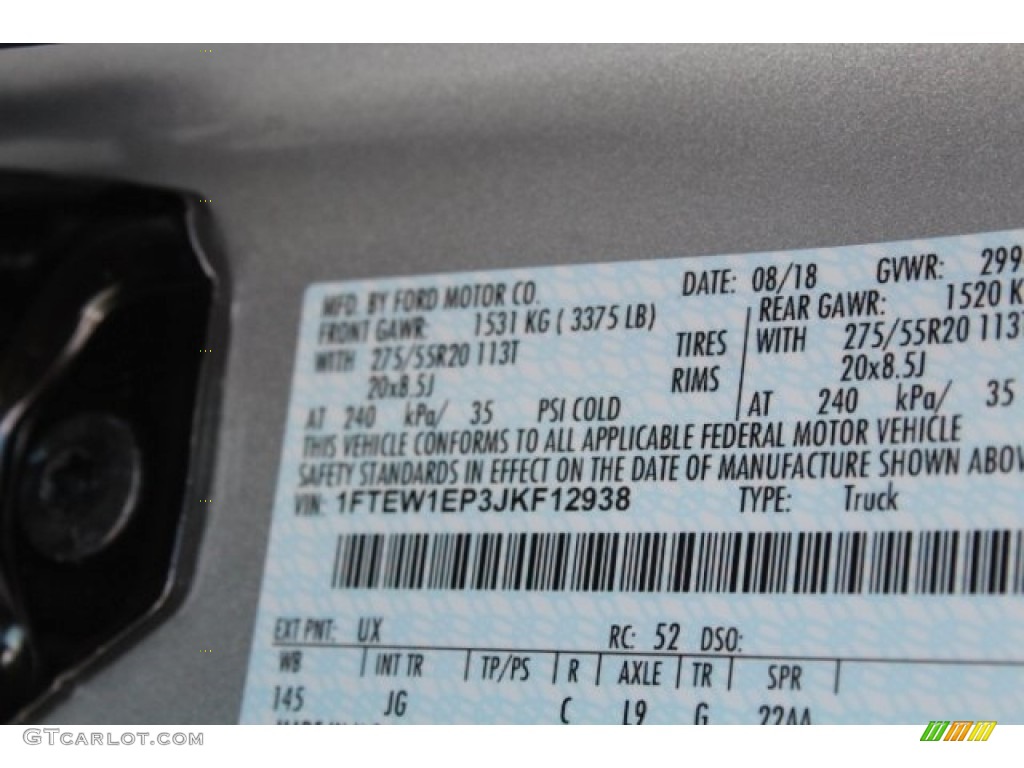 MFD. BY FORD MOTOR CO. DATE: 08/18 GVWR: 299
FRONT GAWR: 1531 KG ( 3375 LB) REAR GAWR: 1520 K
WITH 275/55R20 113T TIRES WITH 275/55R20 113
20x8.5J RIMS 20x8.5J
AT 240 kPa/ 35 PSI COLD AT 240 kPa/ 35
THIS VEHICLE CONFORMS TO ALL APPLICABLE FEDERAL MOTOR VEHICLE
SAFETY STANDARDS IN EFFECT ON THE DATE OF MANUFACTURE SHOWN ABOV
VIN: 1FTEW1EP3JKF12938 TYPE: Truck
EXT PNT: UX RC: 52 DSO:
WB INT TR TP/PS R AXLE TR SPR
145 JG C L9 G 22AA
GTcarlot.com